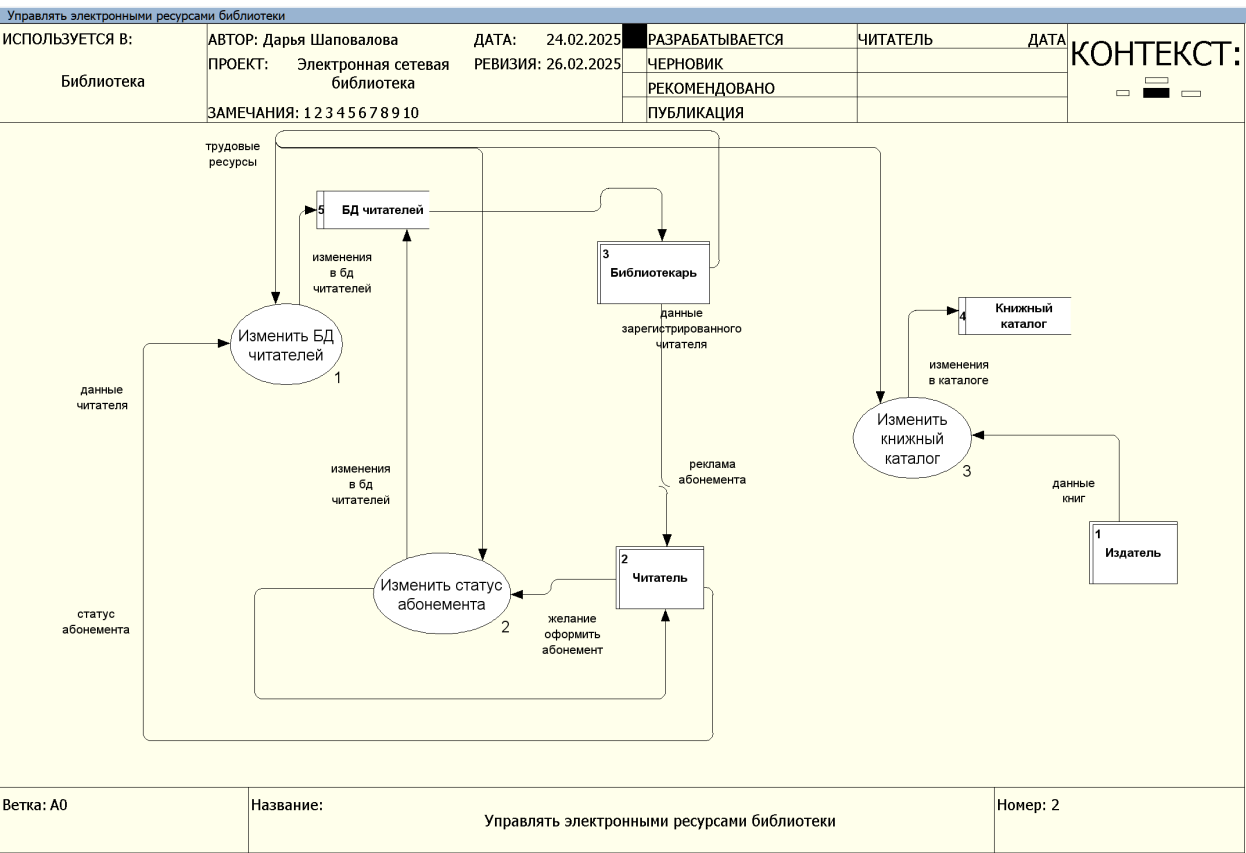 Управлять электронными ресурсами библиотеки
ИСПОЛЬЗУЕТСЯ В:
Библиотека
АВТОР: Дарья Шаповалова
ДАТА: 24.02.2025
ПРОЕКТ: Электронная сетевая
библиотека
РЕВИЗИЯ: 26.02.2025
ЗАМЕЧАНИЯ: 1 2 3 4 5 6 7 8 9 10
РАЗРАБАТЫВАЕТСЯ
ЧЕРНОВИК
РЕКОМЕНДОВАНО
ПУБЛИКАЦИЯ
ЧИТАТЕЛЬ
ДАТА
КОНТЕКСТ:
трудовые
ресурсы
5
БД читателей
изменения
в бд
читателей
3
Библиотекарь
данные
зарегистрированного
читателя
4
Книжный
каталог
Изменить БД
читателей
1
изменения
в каталоге
данные
читателя
Изменить
книжный
каталог
3
изменения
в бд
читателей
реклама
абонемента
данные
книг
1
Издатель
2
Читатель
Изменить статус
абонемента
2
желание
оформить
абонемент
статус
абонемента
Ветка: A0
Название:
Управлять электронными ресурсами библиотеки
Номер: 2